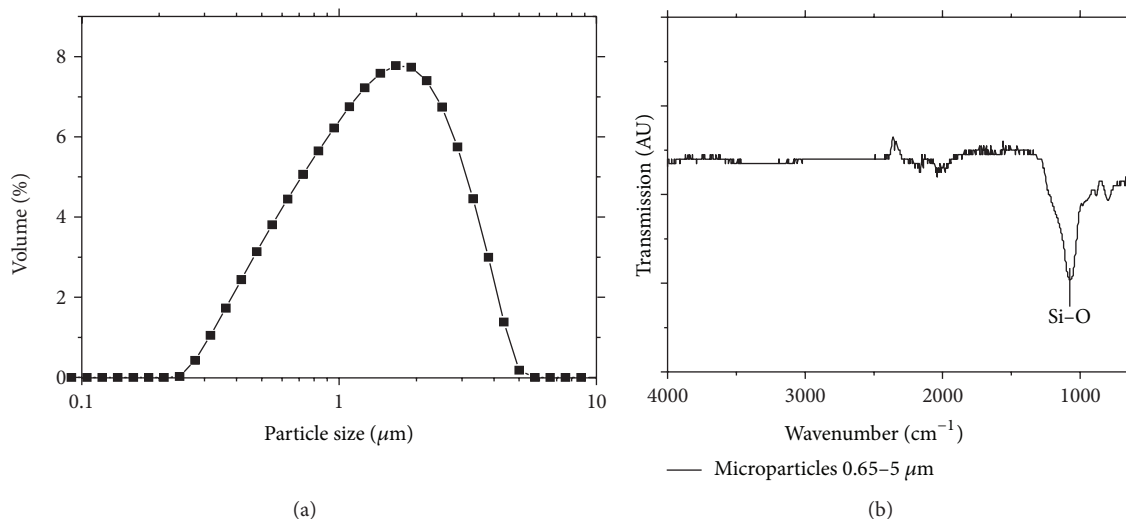 8
6
4
2
0
Volume (%)
0.1
1
10
Particle size (μm)
(a)
Transmission (AU)
Si–O
4000
3000
2000
1000
Wavenumber (cm⁻¹)
Microparticles 0.65–5 μm
(b)